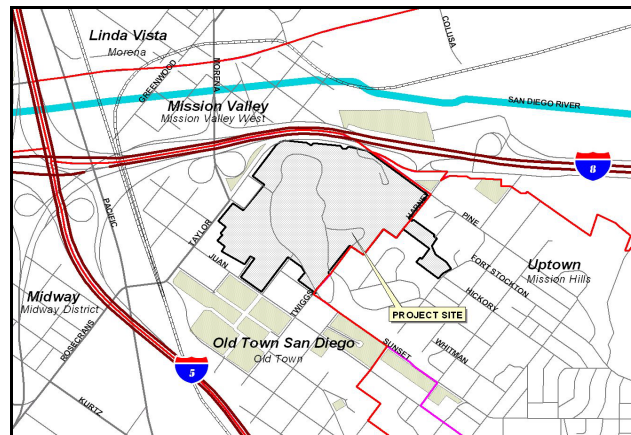 Linda Vista
Morena
COLUSA
GREENWOOD
MORENA
Mission Valley
Mission Valley West
SAN DIEGO RIVER
8
TAYLOR
PACIFIC
JUAN
PINE
FORT STOCKTON
Uptown
Mission Hills
HICKORY
TWIGGS
PROJECT SITE
Midway
Midway District
ROSECRANS
Old Town San Diego
Old Town
SUNSET
WHITMAN
5
KURTZ